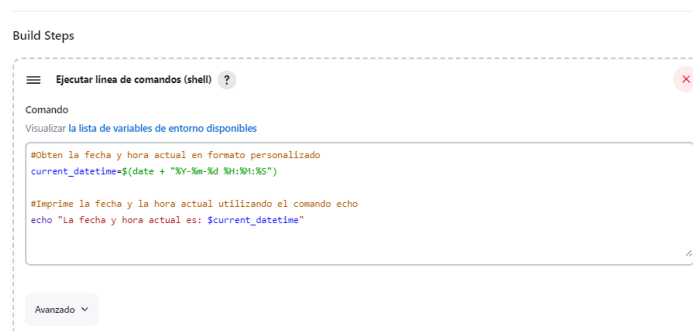 Build Steps
Ejecutar linea de comandos (shell) ?
Comando
Visualizar la lista de variables de entorno disponibles
#Obten la fecha y hora actual en formato personalizado
current_datetime=$(date + "%Y-%m-%d %H:%M:%S")
#Imprime la fecha y la hora actual utilizando el comando echo
echo "La fecha y hora actual es: $current_datetime"
Avanzado